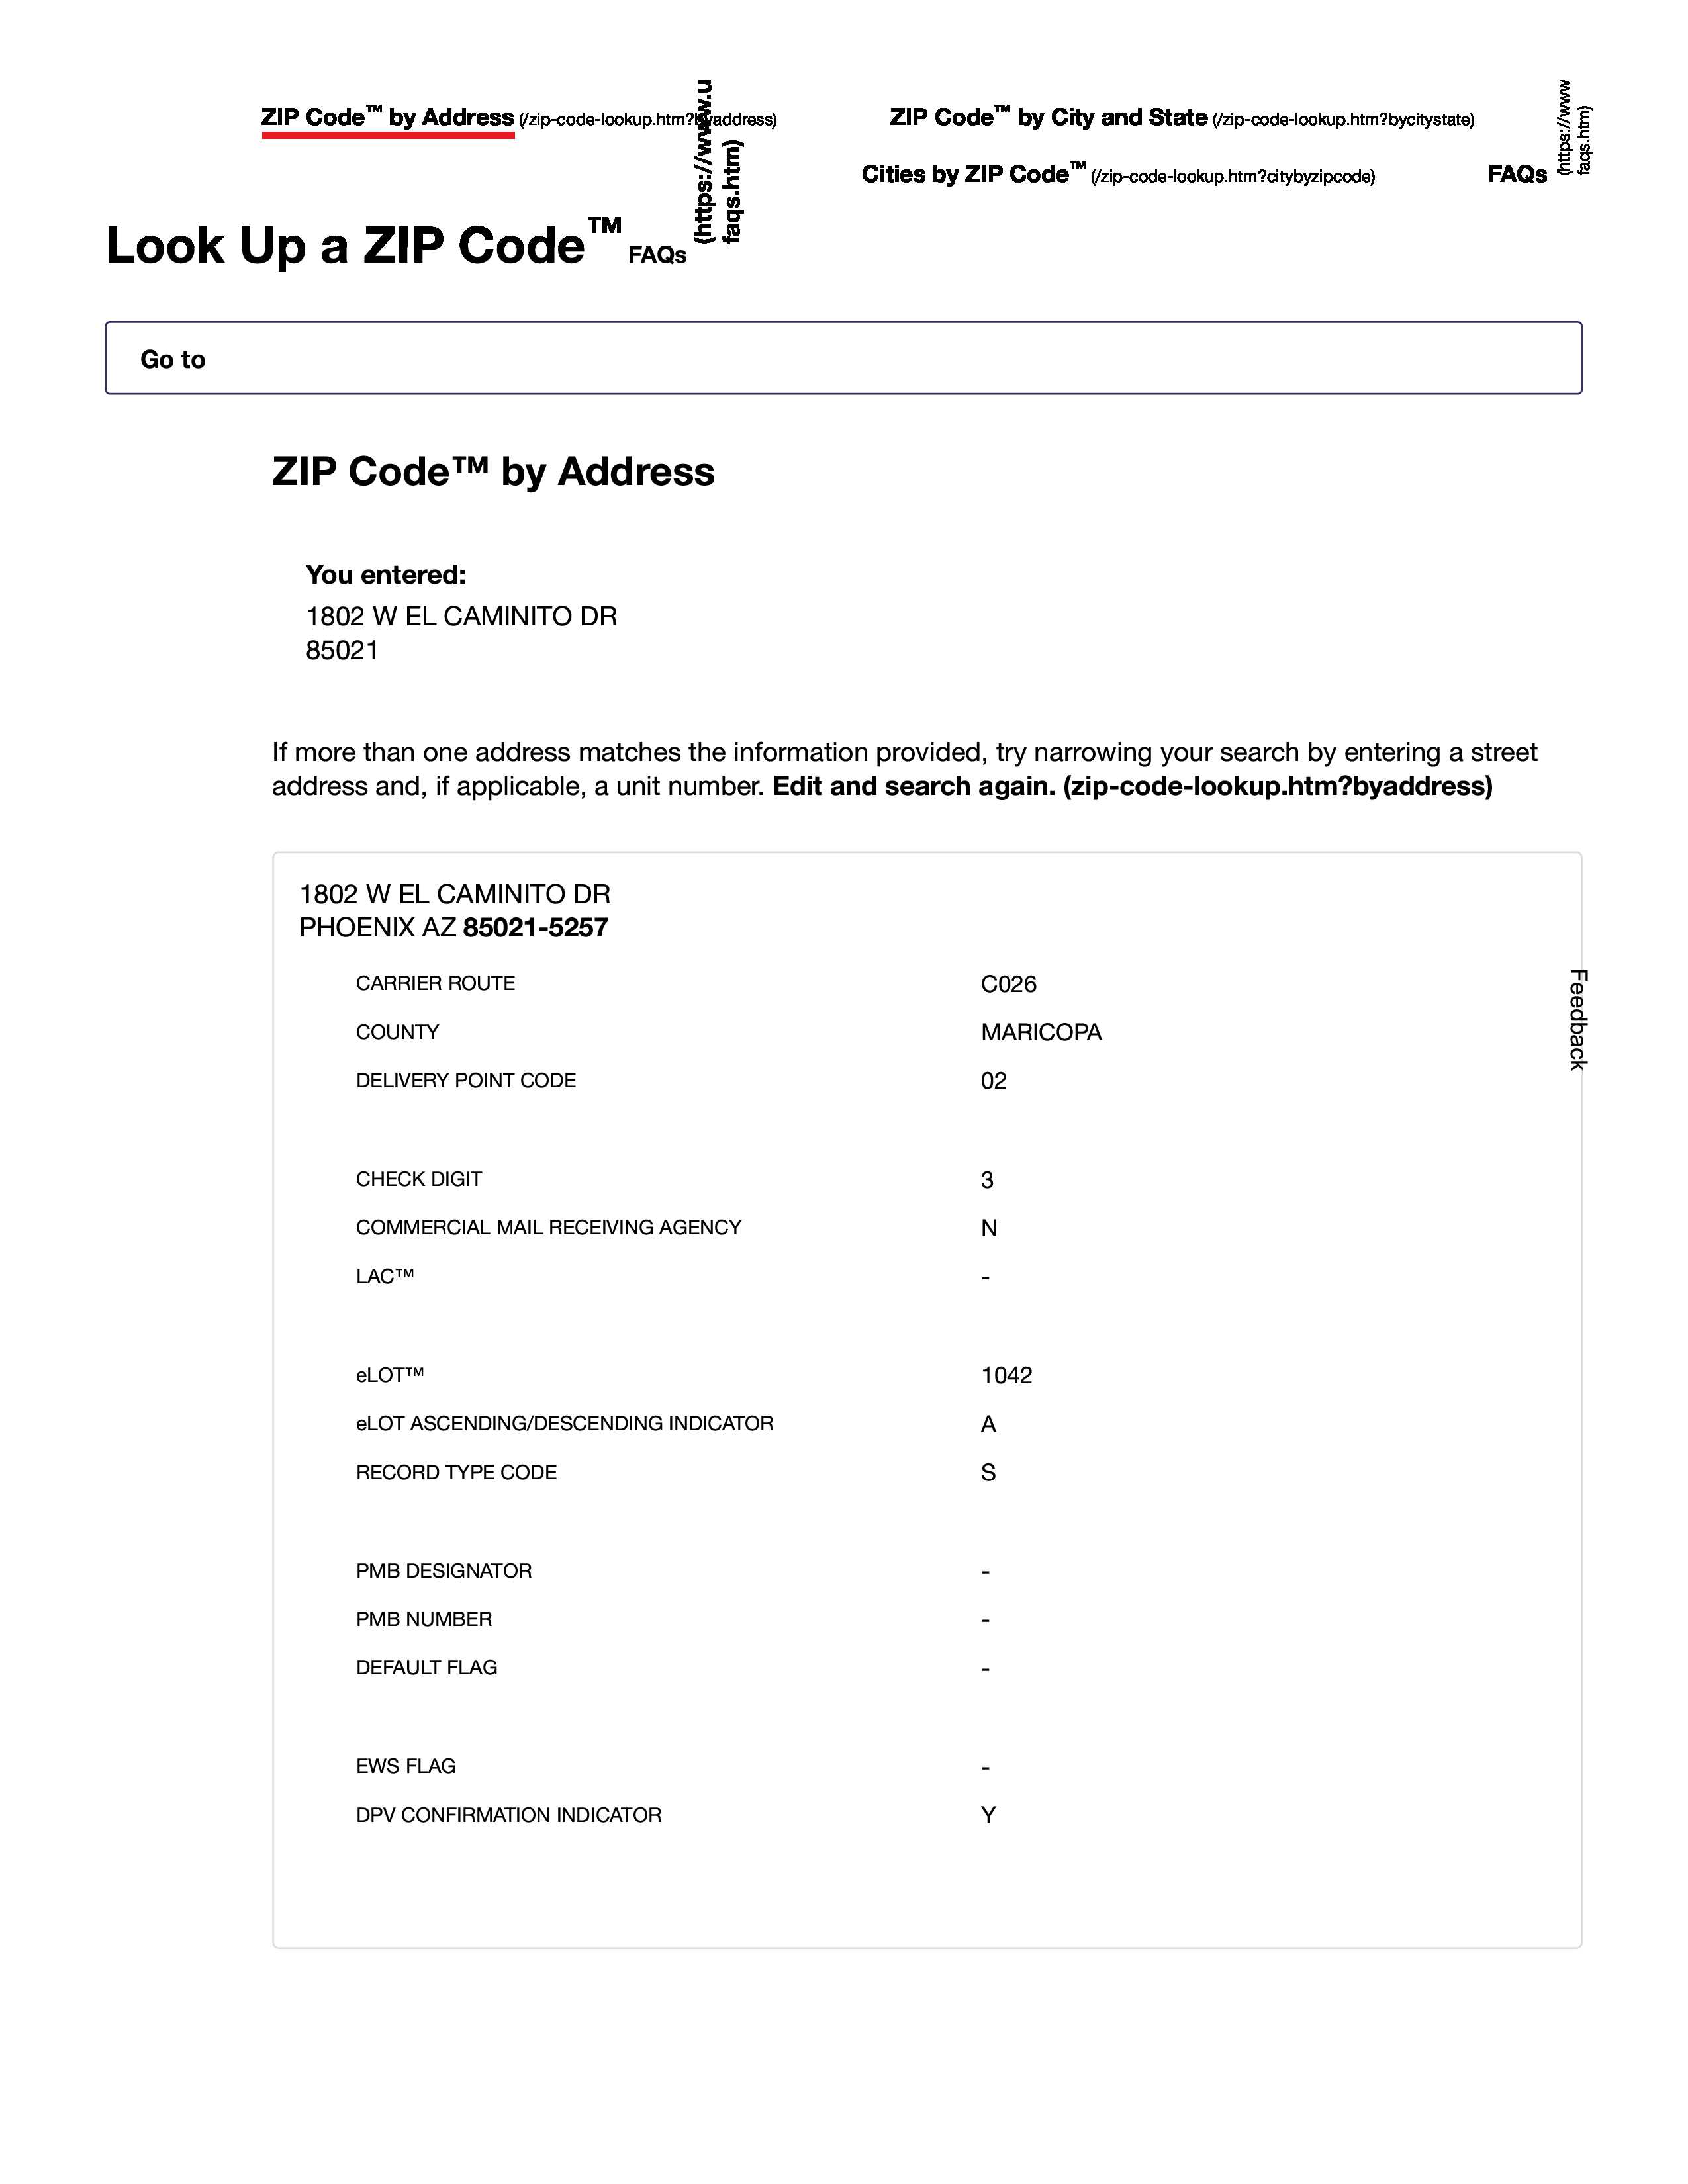 ZIP Code™ by Address (/zip-code-lookup.htm?byaddress)
ZIP Code™ by City and State (/zip-code-lookup.htm?bycitystate)
Cities by ZIP Code™ (/zip-code-lookup.htm?citybyzipcode)
FAQs
(https://www
faqs.htm)
Look Up a ZIP Code™ FAQs
(https://www.u
faqs.htm)
Go to
ZIP Code™ by Address
You entered:
1802 W EL CAMINITO DR
85021
If more than one address matches the information provided, try narrowing your search by entering a street
address and, if applicable, a unit number. Edit and search again. (zip-code-lookup.htm?byaddress)
1802 W EL CAMINITO DR
PHOENIX AZ 85021-5257
CARRIER ROUTE C026
COUNTY MARICOPA
DELIVERY POINT CODE 02
CHECK DIGIT 3
COMMERCIAL MAIL RECEIVING AGENCY N
LAC™ -
eLOT™ 1042
eLOT ASCENDING/DESCENDING INDICATOR A
RECORD TYPE CODE S
PMB DESIGNATOR -
PMB NUMBER -
DEFAULT FLAG -
EWS FLAG -
DPV CONFIRMATION INDICATOR Y
Feedback